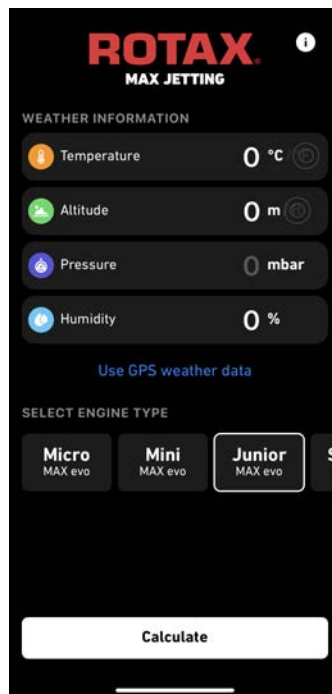 ROTAX
MAX JETTING
WEATHER INFORMATION
Temperature 0 °C
Altitude 0 m
Pressure 0 mbar
Humidity 0 %
Use GPS weather data
SELECT ENGINE TYPE
Micro Mini Junior S
MAX evo MAX evo MAX evo
Calculate